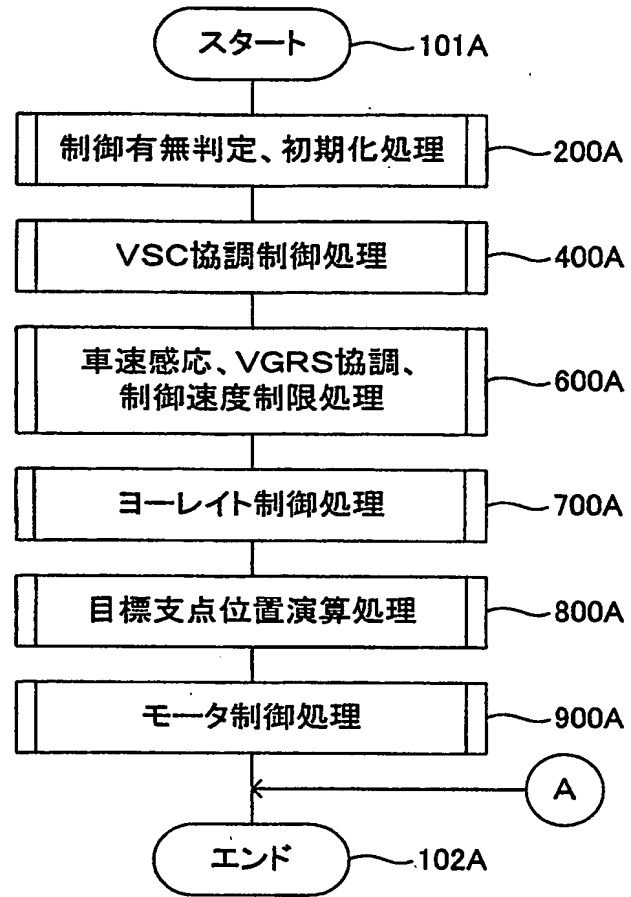 スタート
101A
制御有無判定、初期化処理
200A
VSC協調制御処理
400A
車速感応、VGRS協調、
制御速度制限処理
600A
ヨーレイト制御処理
700A
目標支点位置演算処理
800A
モータ制御処理
900A
A
エンド
102A